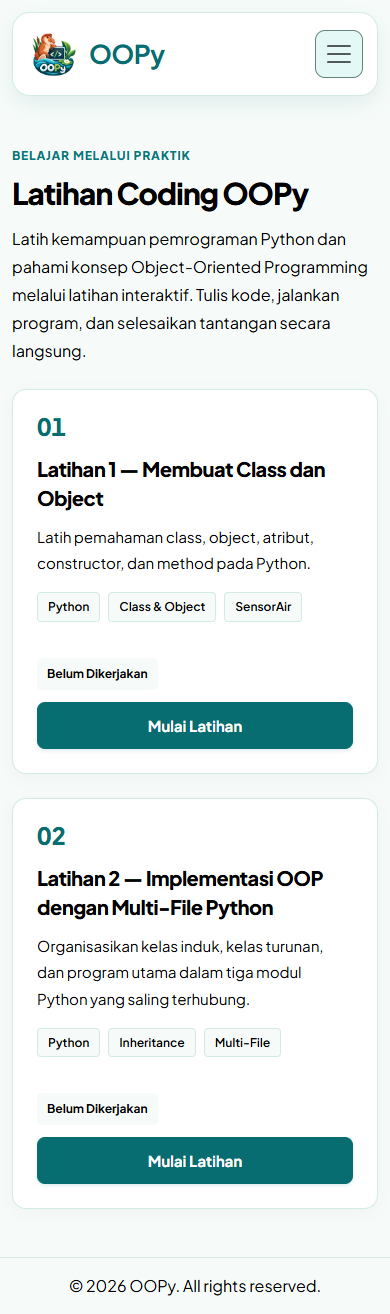 OOPy
OOPy
BELAJAR MELALUI PRAKTIK
Latihan Coding OOPy
Latih kemampuan pemrograman Python dan
pahami konsep Object-Oriented Programming
melalui latihan interaktif. Tulis kode, jalankan
program, dan selesaikan tantangan secara
langsung.
01
Latihan 1 — Membuat Class dan
Object
Latih pemahaman class, object, atribut,
constructor, dan method pada Python.
Python Class & Object SensorAir
Belum Dikerjakan
Mulai Latihan
02
Latihan 2 — Implementasi OOP
dengan Multi-File Python
Organisasikan kelas induk, kelas turunan,
dan program utama dalam tiga modul
Python yang saling terhubung.
Python Inheritance Multi-File
Belum Dikerjakan
Mulai Latihan
© 2026 OOPy. All rights reserved.